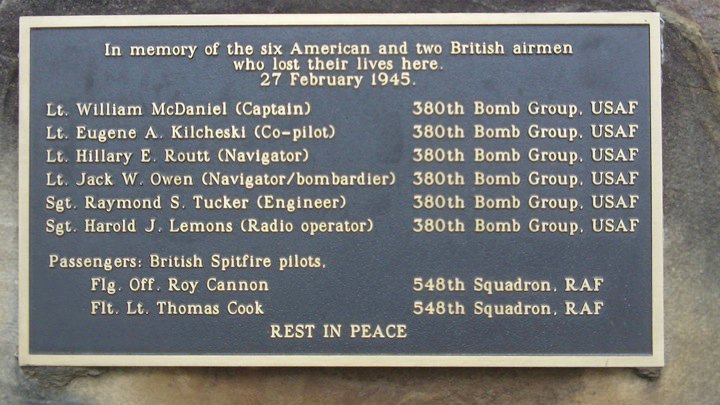 In memory of the six American and two British airmen
who lost their lives here.
27 February 1945.
Lt. William McDaniel (Captain) 380th Bomb Group, USAF
Lt. Eugene A. Kilcheski (Co-pilot) 380th Bomb Group, USAF
Lt. Hillary E. Routt (Navigator) 380th Bomb Group, USAF
Lt. Jack W. Owen (Navigator/bombardier) 380th Bomb Group, USAF
Sgt. Raymond S. Tucker (Engineer) 380th Bomb Group, USAF
Sgt. Harold J. Lemons (Radio operator) 380th Bomb Group, USAF
Passengers: British Spitfire pilots,
Flg. Off. Roy Cannon 548th Squadron, RAF
Flt. Lt. Thomas Cook 548th Squadron, RAF
REST IN PEACE